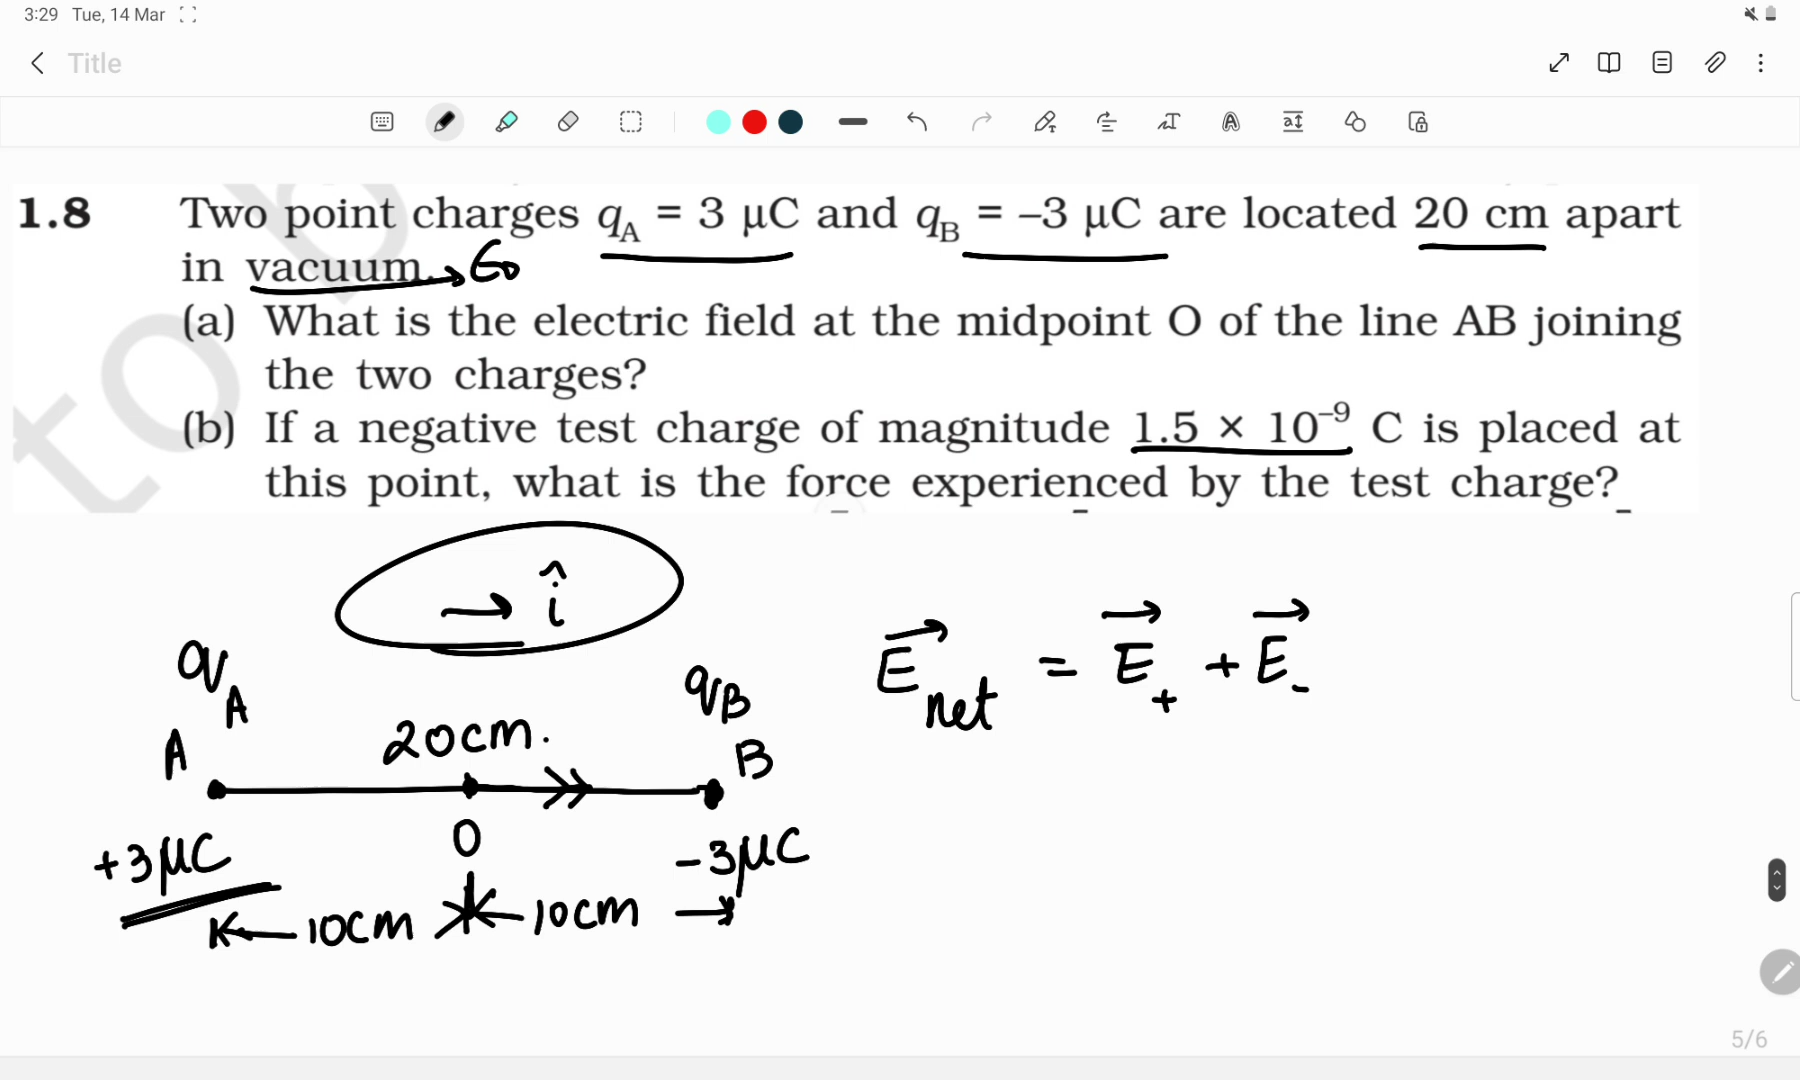 3:29 Tue, 14 Mar
Title
1.8 Two point charges qA = 3 μC and qB = –3 μC are located 20 cm apart
in vacuum. → ϵ0
(a) What is the electric field at the midpoint O of the line AB joining
the two charges?
(b) If a negative test charge of magnitude 1.5 × 10–9 C is placed at
this point, what is the force experienced by the test charge?
→ î
qA
qB
A 20cm. B
O
+3μC -3μC
10cm 10cm
E⃗net = E⃗+ + E⃗-
5/6
to b